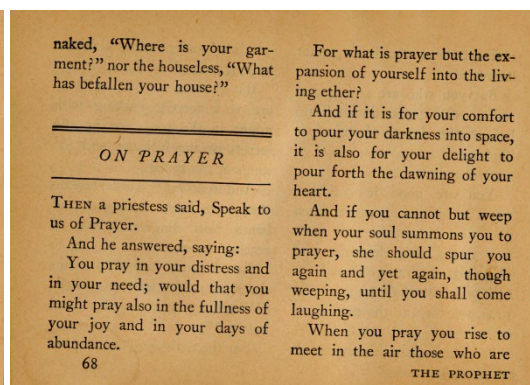 naked, “Where is your gar-
ment?” nor the houseless, “What
has befallen your house?”
ON PRAYER
THEN a priestess said, Speak to
us of Prayer.
And he answered, saying:
You pray in your distress and
in your need; would that you
might pray also in the fullness of
your joy and in your days of
abundance.
68
For what is prayer but the ex-
pansion of yourself into the liv-
ing ether?
And if it is for your comfort
to pour your darkness into space,
it is also for your delight to
pour forth the dawning of your
heart.
And if you cannot but weep
when your soul summons you to
prayer, she should spur you
again and yet again, though
weeping, until you shall come
laughing.
When you pray you rise to
meet in the air those who are
THE PROPHET